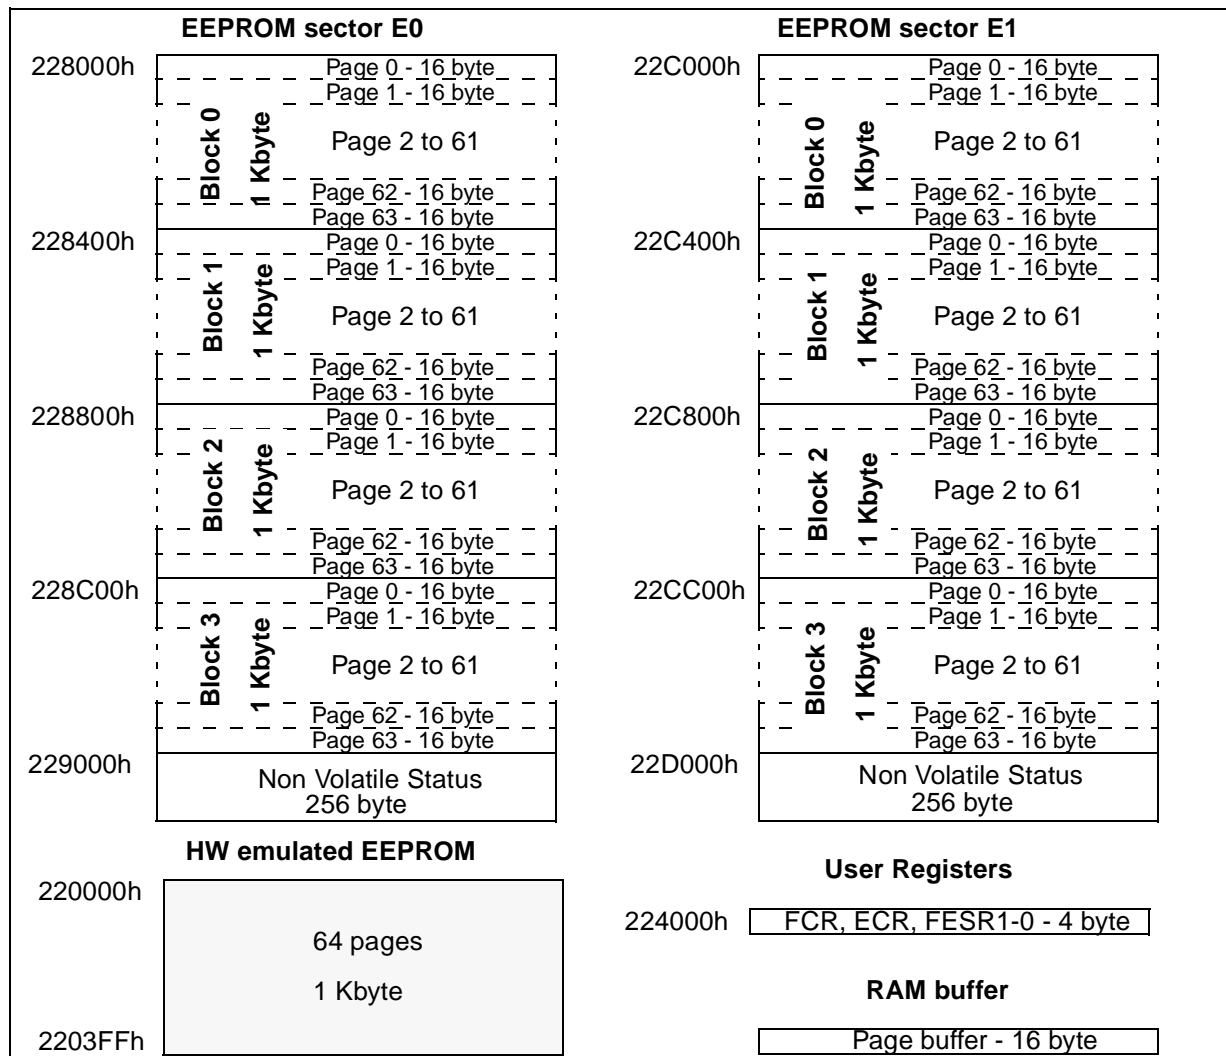 EEPROM sector E0
228000h
Page 0 - 16 byte
Page 1 - 16 byte
Block 0
1 Kbyte
Page 2 to 61
Page 62 - 16 byte
Page 63 - 16 byte
228400h
Page 0 - 16 byte
Page 1 - 16 byte
Block 1
1 Kbyte
Page 2 to 61
Page 62 - 16 byte
Page 63 - 16 byte
228800h
Page 0 - 16 byte
Page 1 - 16 byte
Block 2
1 Kbyte
Page 2 to 61
Page 62 - 16 byte
Page 63 - 16 byte
228C00h
Page 0 - 16 byte
Page 1 - 16 byte
Block 3
1 Kbyte
Page 2 to 61
Page 62 - 16 byte
Page 63 - 16 byte
229000h
Non Volatile Status
256 byte
EEPROM sector E1
22C000h
Page 0 - 16 byte
Page 1 - 16 byte
Block 0
1 Kbyte
Page 2 to 61
Page 62 - 16 byte
Page 63 - 16 byte
22C400h
Page 0 - 16 byte
Page 1 - 16 byte
Block 1
1 Kbyte
Page 2 to 61
Page 62 - 16 byte
Page 63 - 16 byte
22C800h
Page 0 - 16 byte
Page 1 - 16 byte
Block 2
1 Kbyte
Page 2 to 61
Page 62 - 16 byte
Page 63 - 16 byte
22CC00h
Page 0 - 16 byte
Page 1 - 16 byte
Block 3
1 Kbyte
Page 2 to 61
Page 62 - 16 byte
Page 63 - 16 byte
22D000h
Non Volatile Status
256 byte
HW emulated EEPROM
220000h
64 pages
1 Kbyte
2203FFh
User Registers
224000h
FCR, ECR, FESR1-0 - 4 byte
RAM buffer
Page buffer - 16 byte